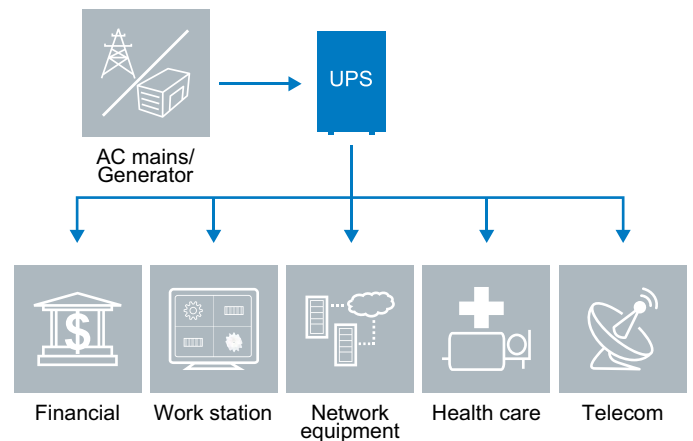 UPS
AC mains/
Generator
$
Financial
Work station
Network
equipment
Health care
Telecom